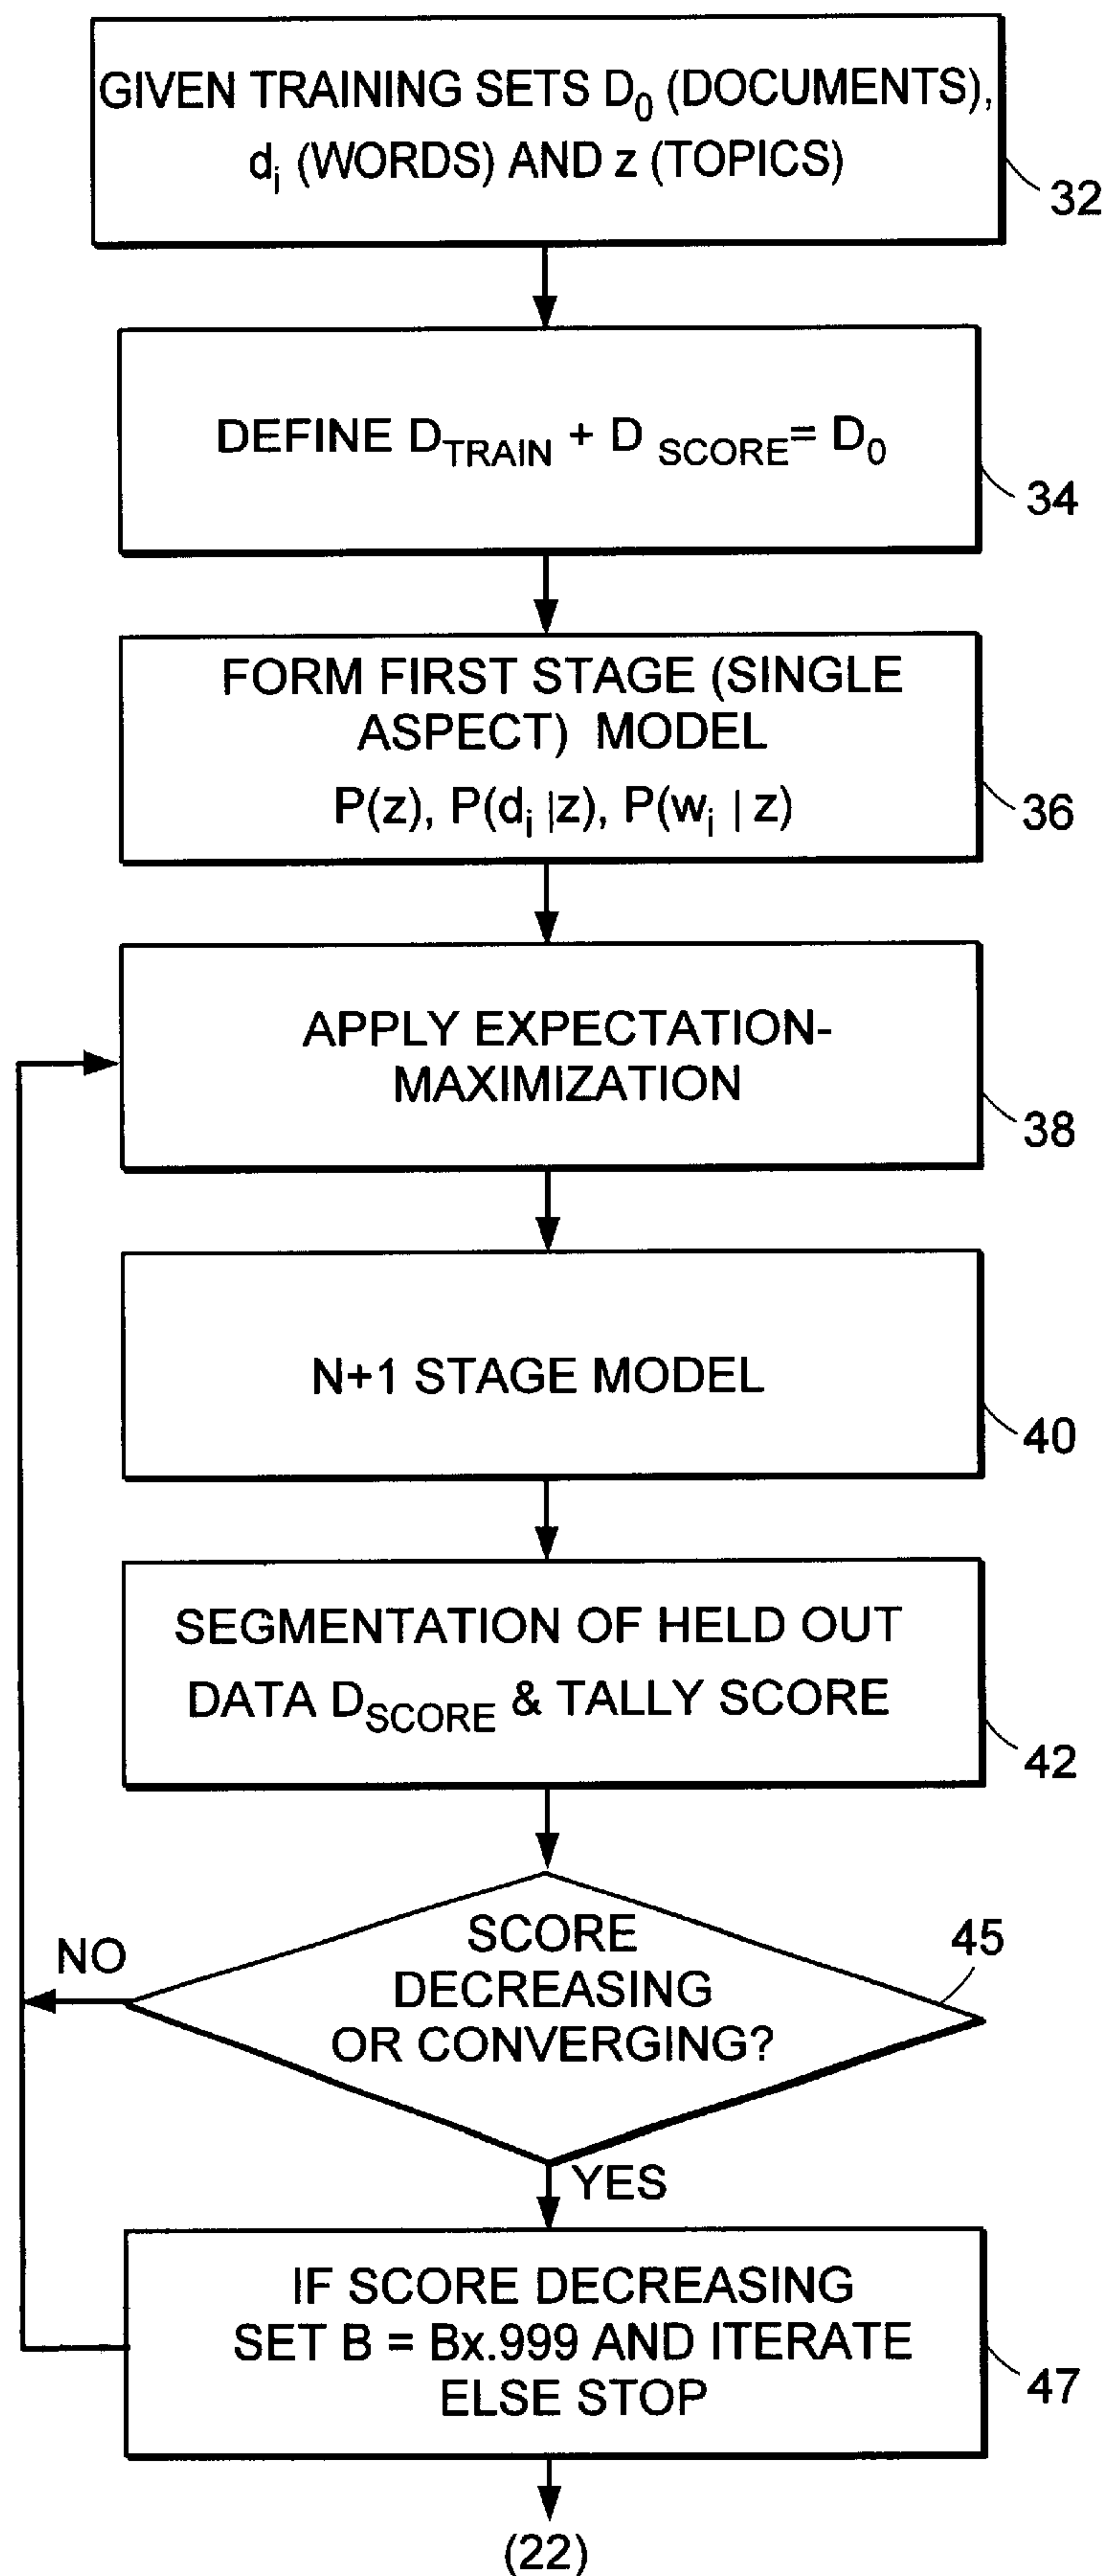 GIVEN TRAINING SETS D₀ (DOCUMENTS),
dᵢ (WORDS) AND z (TOPICS)
32
DEFINE D_TRAIN + D_SCORE = D₀
34
FORM FIRST STAGE (SINGLE
ASPECT) MODEL
P(z), P(dᵢ |z), P(wᵢ | z)
36
APPLY EXPECTATION-
MAXIMIZATION
38
N+1 STAGE MODEL
40
SEGMENTATION OF HELD OUT
DATA D_SCORE & TALLY SCORE
42
SCORE
DECREASING
OR CONVERGING?
45
NO
YES
IF SCORE DECREASING
SET B = Bx.999 AND ITERATE
ELSE STOP
47
(22)